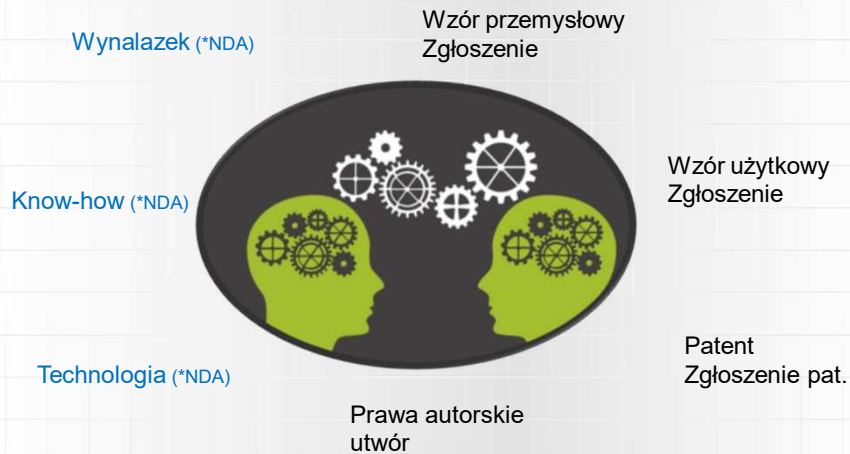 Wynalazek (*NDA)
Wzór przemysłowy
Zgłoszenie
Know-how (*NDA)
Wzór użytkowy
Zgłoszenie
Technologia (*NDA)
Patent
Zgłoszenie pat.
Prawa autorskie
utwór